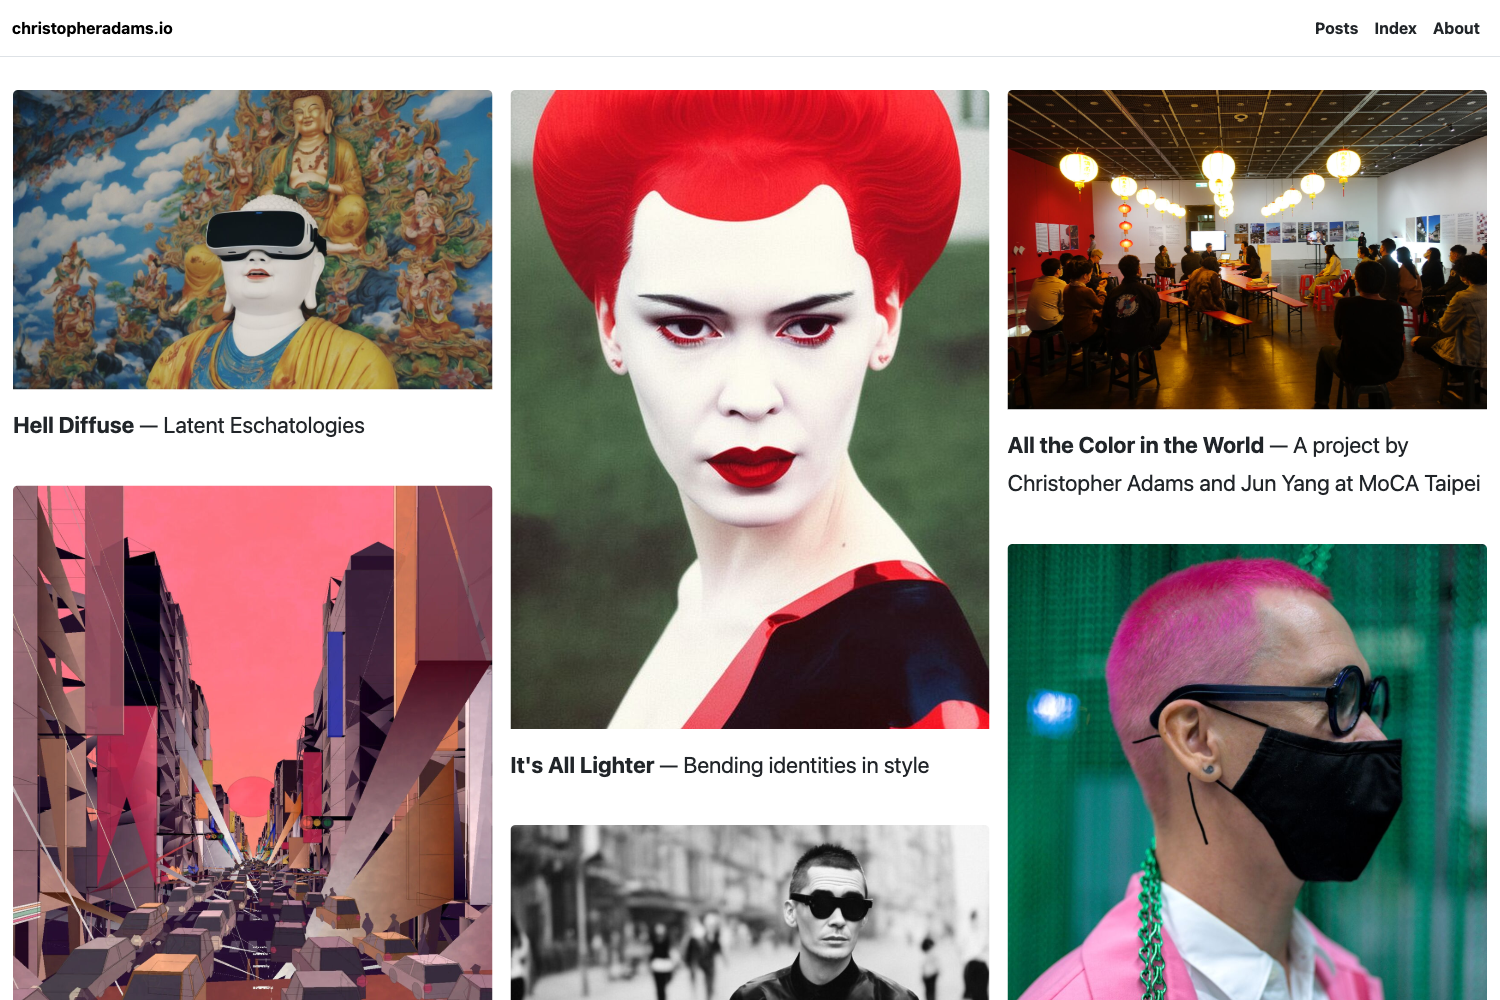 christopheradams.io
Posts Index About
Hell Diffuse — Latent Eschatologies
It's All Lighter — Bending identities in style
All the Color in the World — A project by
Christopher Adams and Jun Yang at MoCA Taipei